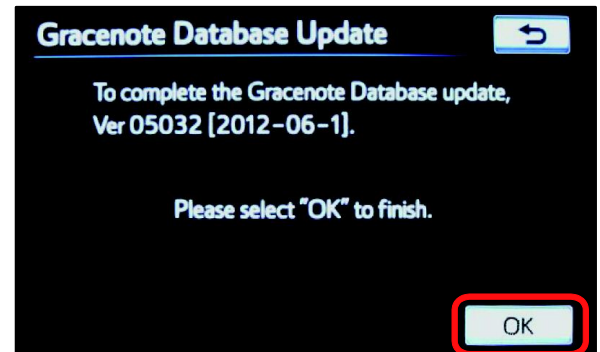 Gracenote Database Update
To complete the Gracenote Database update,
Ver 05032 [2012-06-1].
Please select "OK" to finish.
OK